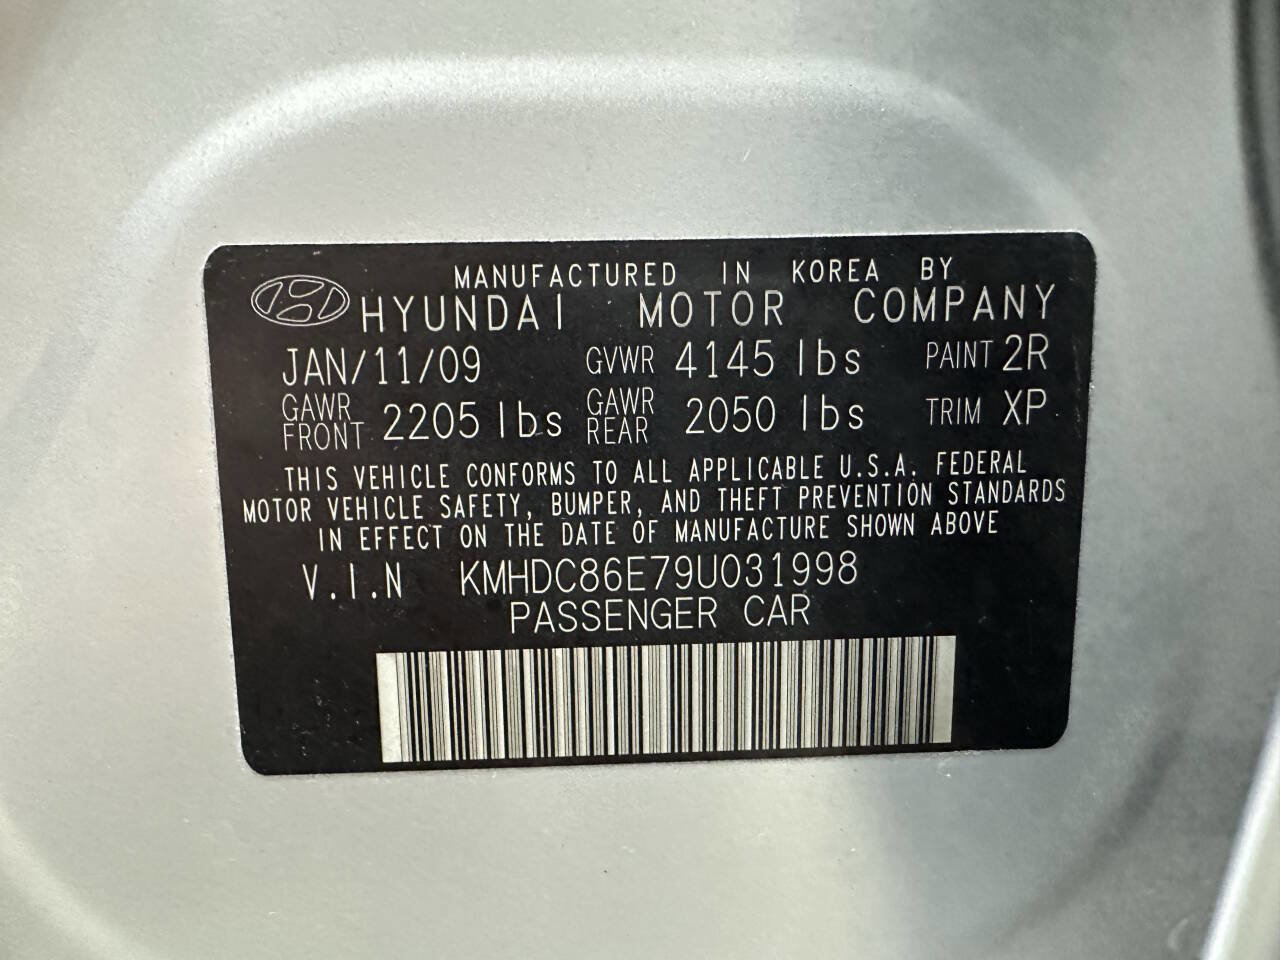 MANUFACTURED IN KOREA BY
HYUNDAI MOTOR COMPANY
JAN/11/09 GVWR 4145 lbs PAINT 2R
GAWR FRONT 2205 lbs GAWR REAR 2050 lbs TRIM XP
THIS VEHICLE CONFORMS TO ALL APPLICABLE U.S.A. FEDERAL
MOTOR VEHICLE SAFETY, BUMPER, AND THEFT PREVENTION STANDARDS
IN EFFECT ON THE DATE OF MANUFACTURE SHOWN ABOVE
V.I.N KMHDC86E79U031998
PASSENGER CAR